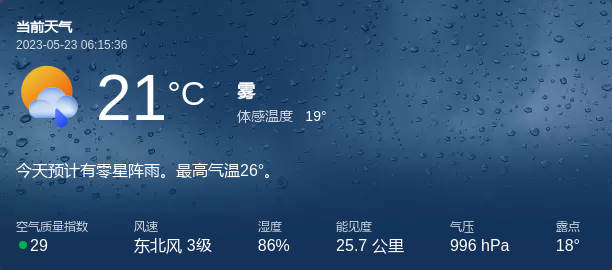 当前天气
2023-05-23 06:15:36
21°C
雾
体感温度 19°
今天预计有零星阵雨。最高气温26°。
空气质量指数 风速 湿度 能见度 气压 露点
29 东北风 3级 86% 25.7 公里 996 hPa 18°